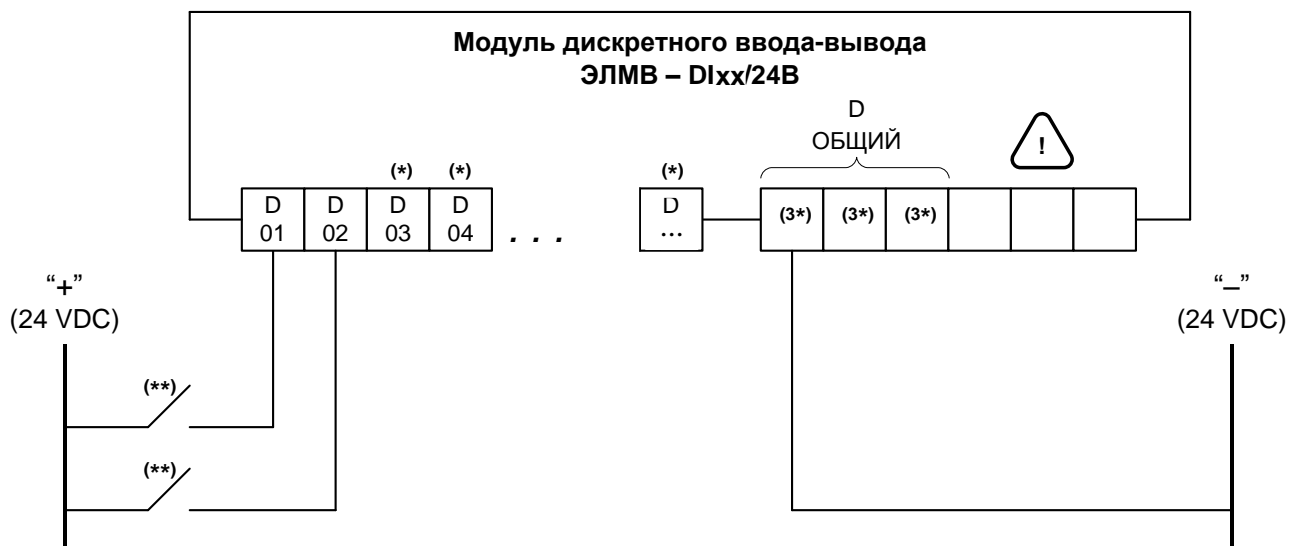 Модуль дискретного ввода-вывода
ЭЛМВ – DIxx/24В
D
ОБЩИЙ
!
(*) (*) (*)
D D D D D (3*) (3*) (3*)
01 02 03 04 . . . ...
“+” “–”
(24 VDC) (24 VDC)
(**)
(**)